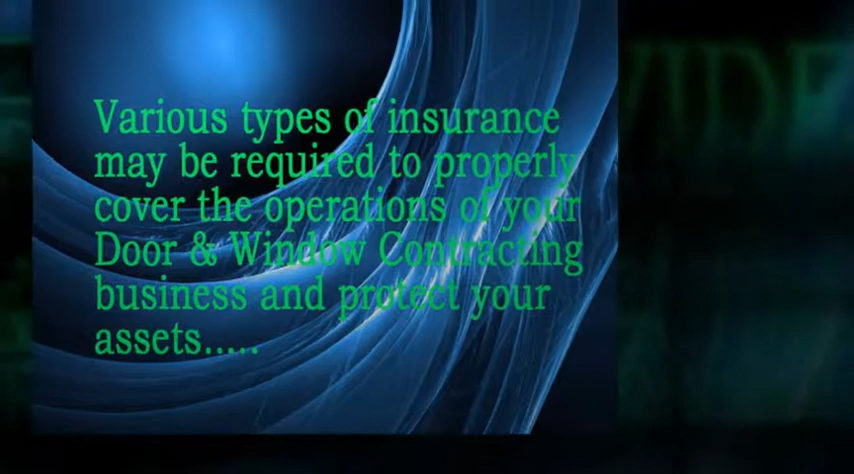 Various types of insurance
may be required to properly
cover the operations of your
Door & Window Contracting
business and protect your
assets.....